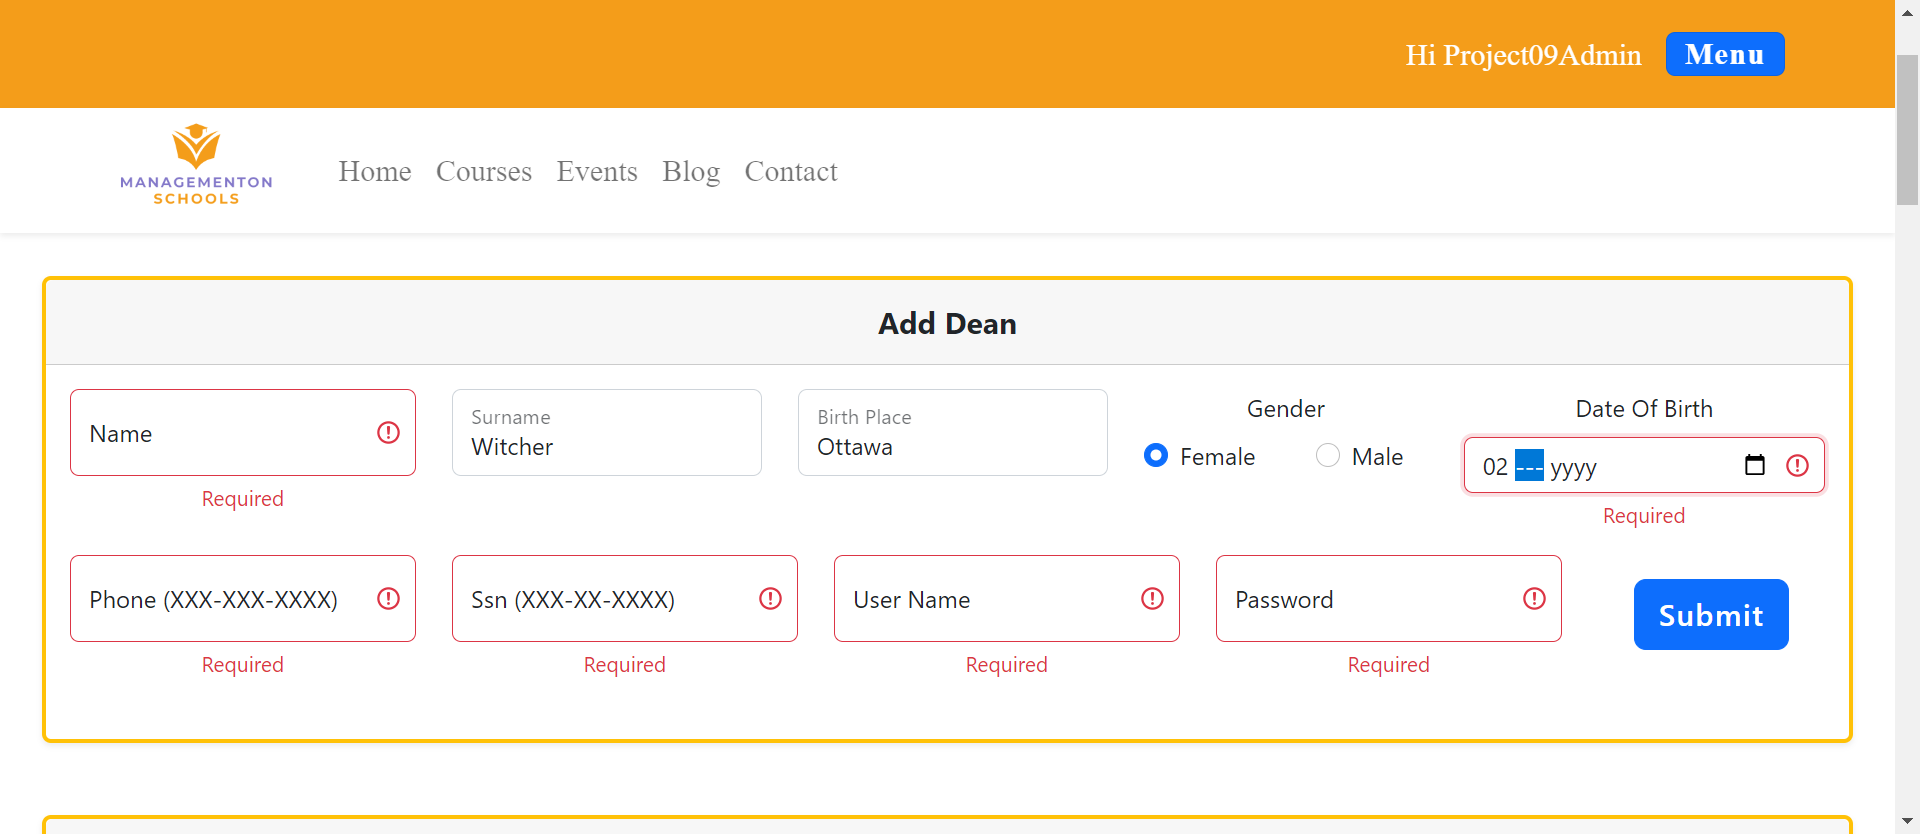 Hi Project09Admin Menu
MANAGEMENTON
SCHOOLS
Home Courses Events Blog Contact
Add Dean
Name
Required
Surname
Witcher
Birth Place
Ottawa
Gender
Female Male
Date Of Birth
02 --- yyyy
Required
Phone (XXX-XXX-XXXX)
Required
Ssn (XXX-XX-XXXX)
Required
User Name
Required
Password
Required
Submit